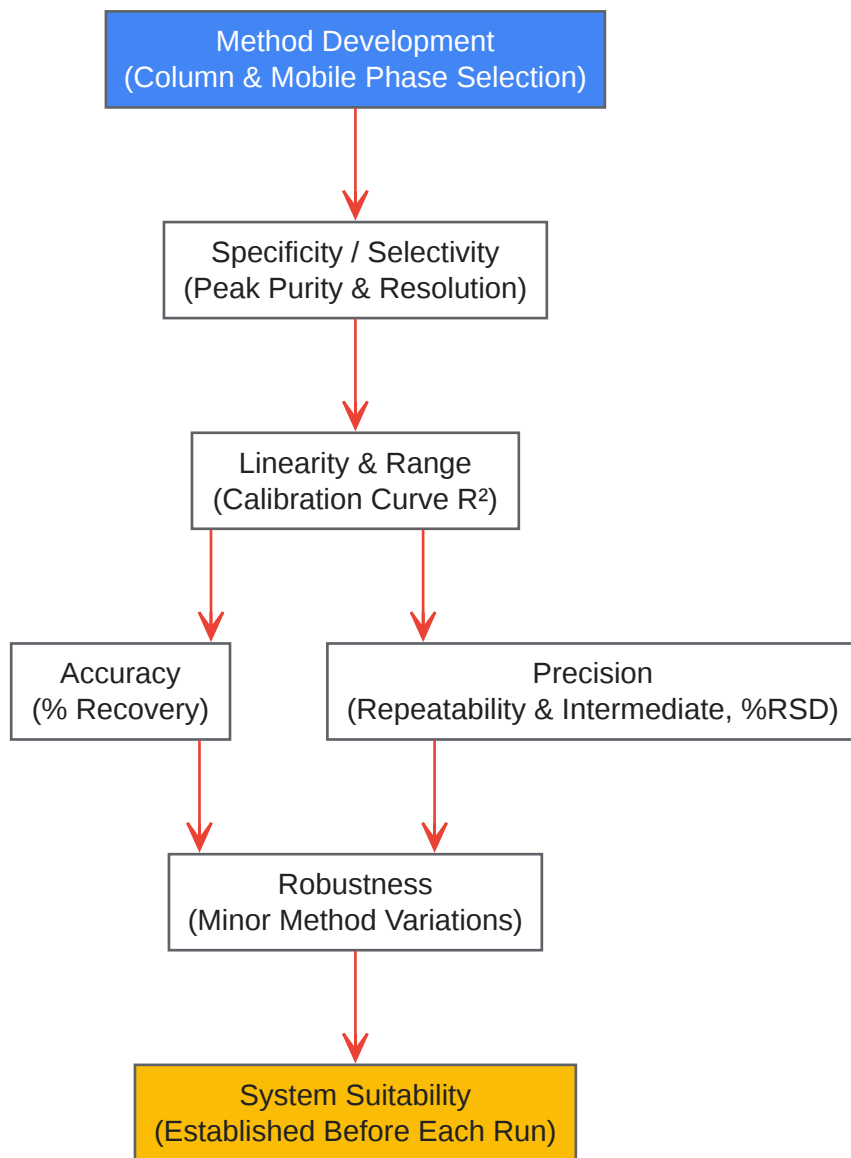 Method Development
(Column & Mobile Phase Selection)
Specificity / Selectivity
(Peak Purity & Resolution)
Linearity & Range
(Calibration Curve R²)
Accuracy
(% Recovery)
Precision
(Repeatability & Intermediate, %RSD)
Robustness
(Minor Method Variations)
System Suitability
(Established Before Each Run)